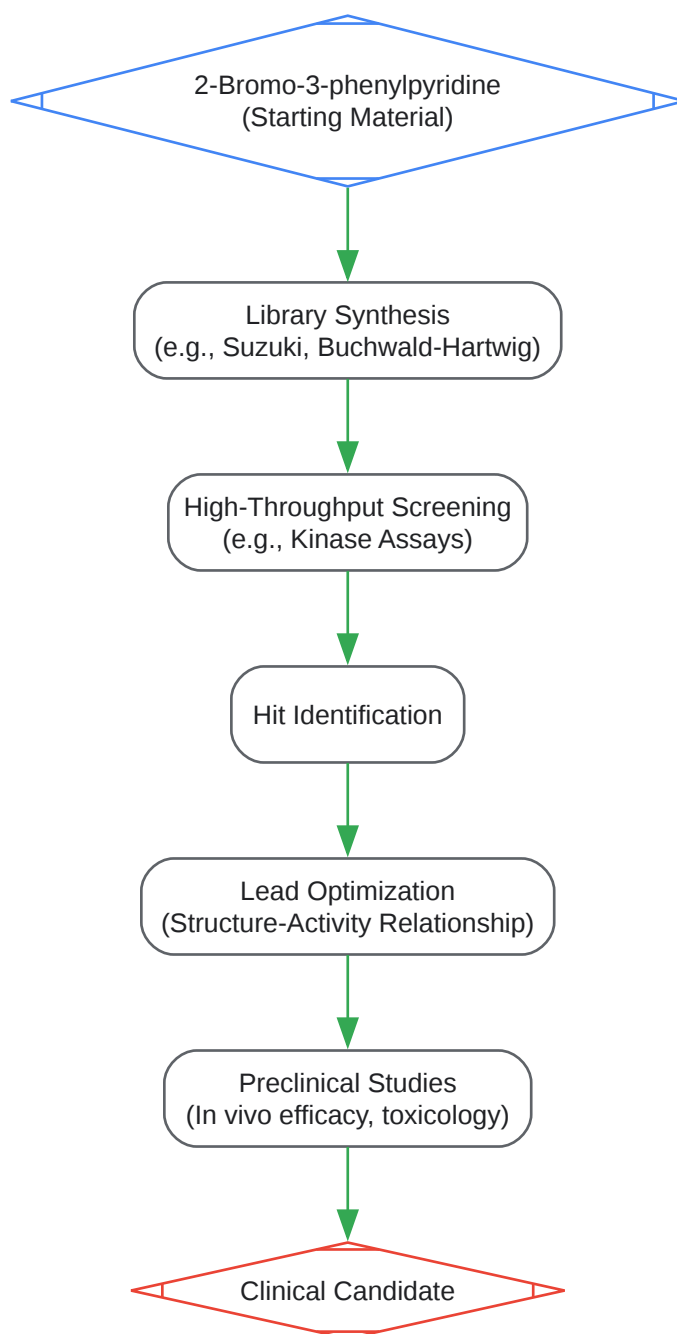 2-Bromo-3-phenylpyridine
(Starting Material)
Library Synthesis
(e.g., Suzuki, Buchwald-Hartwig)
High-Throughput Screening
(e.g., Kinase Assays)
Hit Identification
Lead Optimization
(Structure-Activity Relationship)
Preclinical Studies
(In vivo efficacy, toxicology)
Clinical Candidate